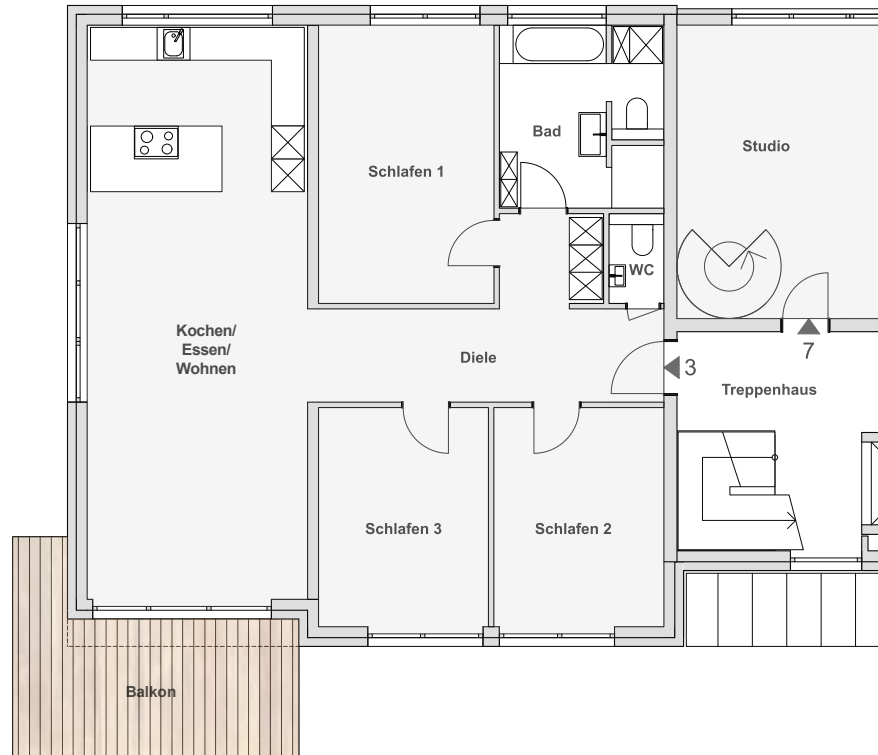 Bad
Studio
Schlafen 1
WC
Kochen/
Essen/
Wohnen
Diele
3
7
Treppenhaus
Schlafen 3
Schlafen 2
Balkon